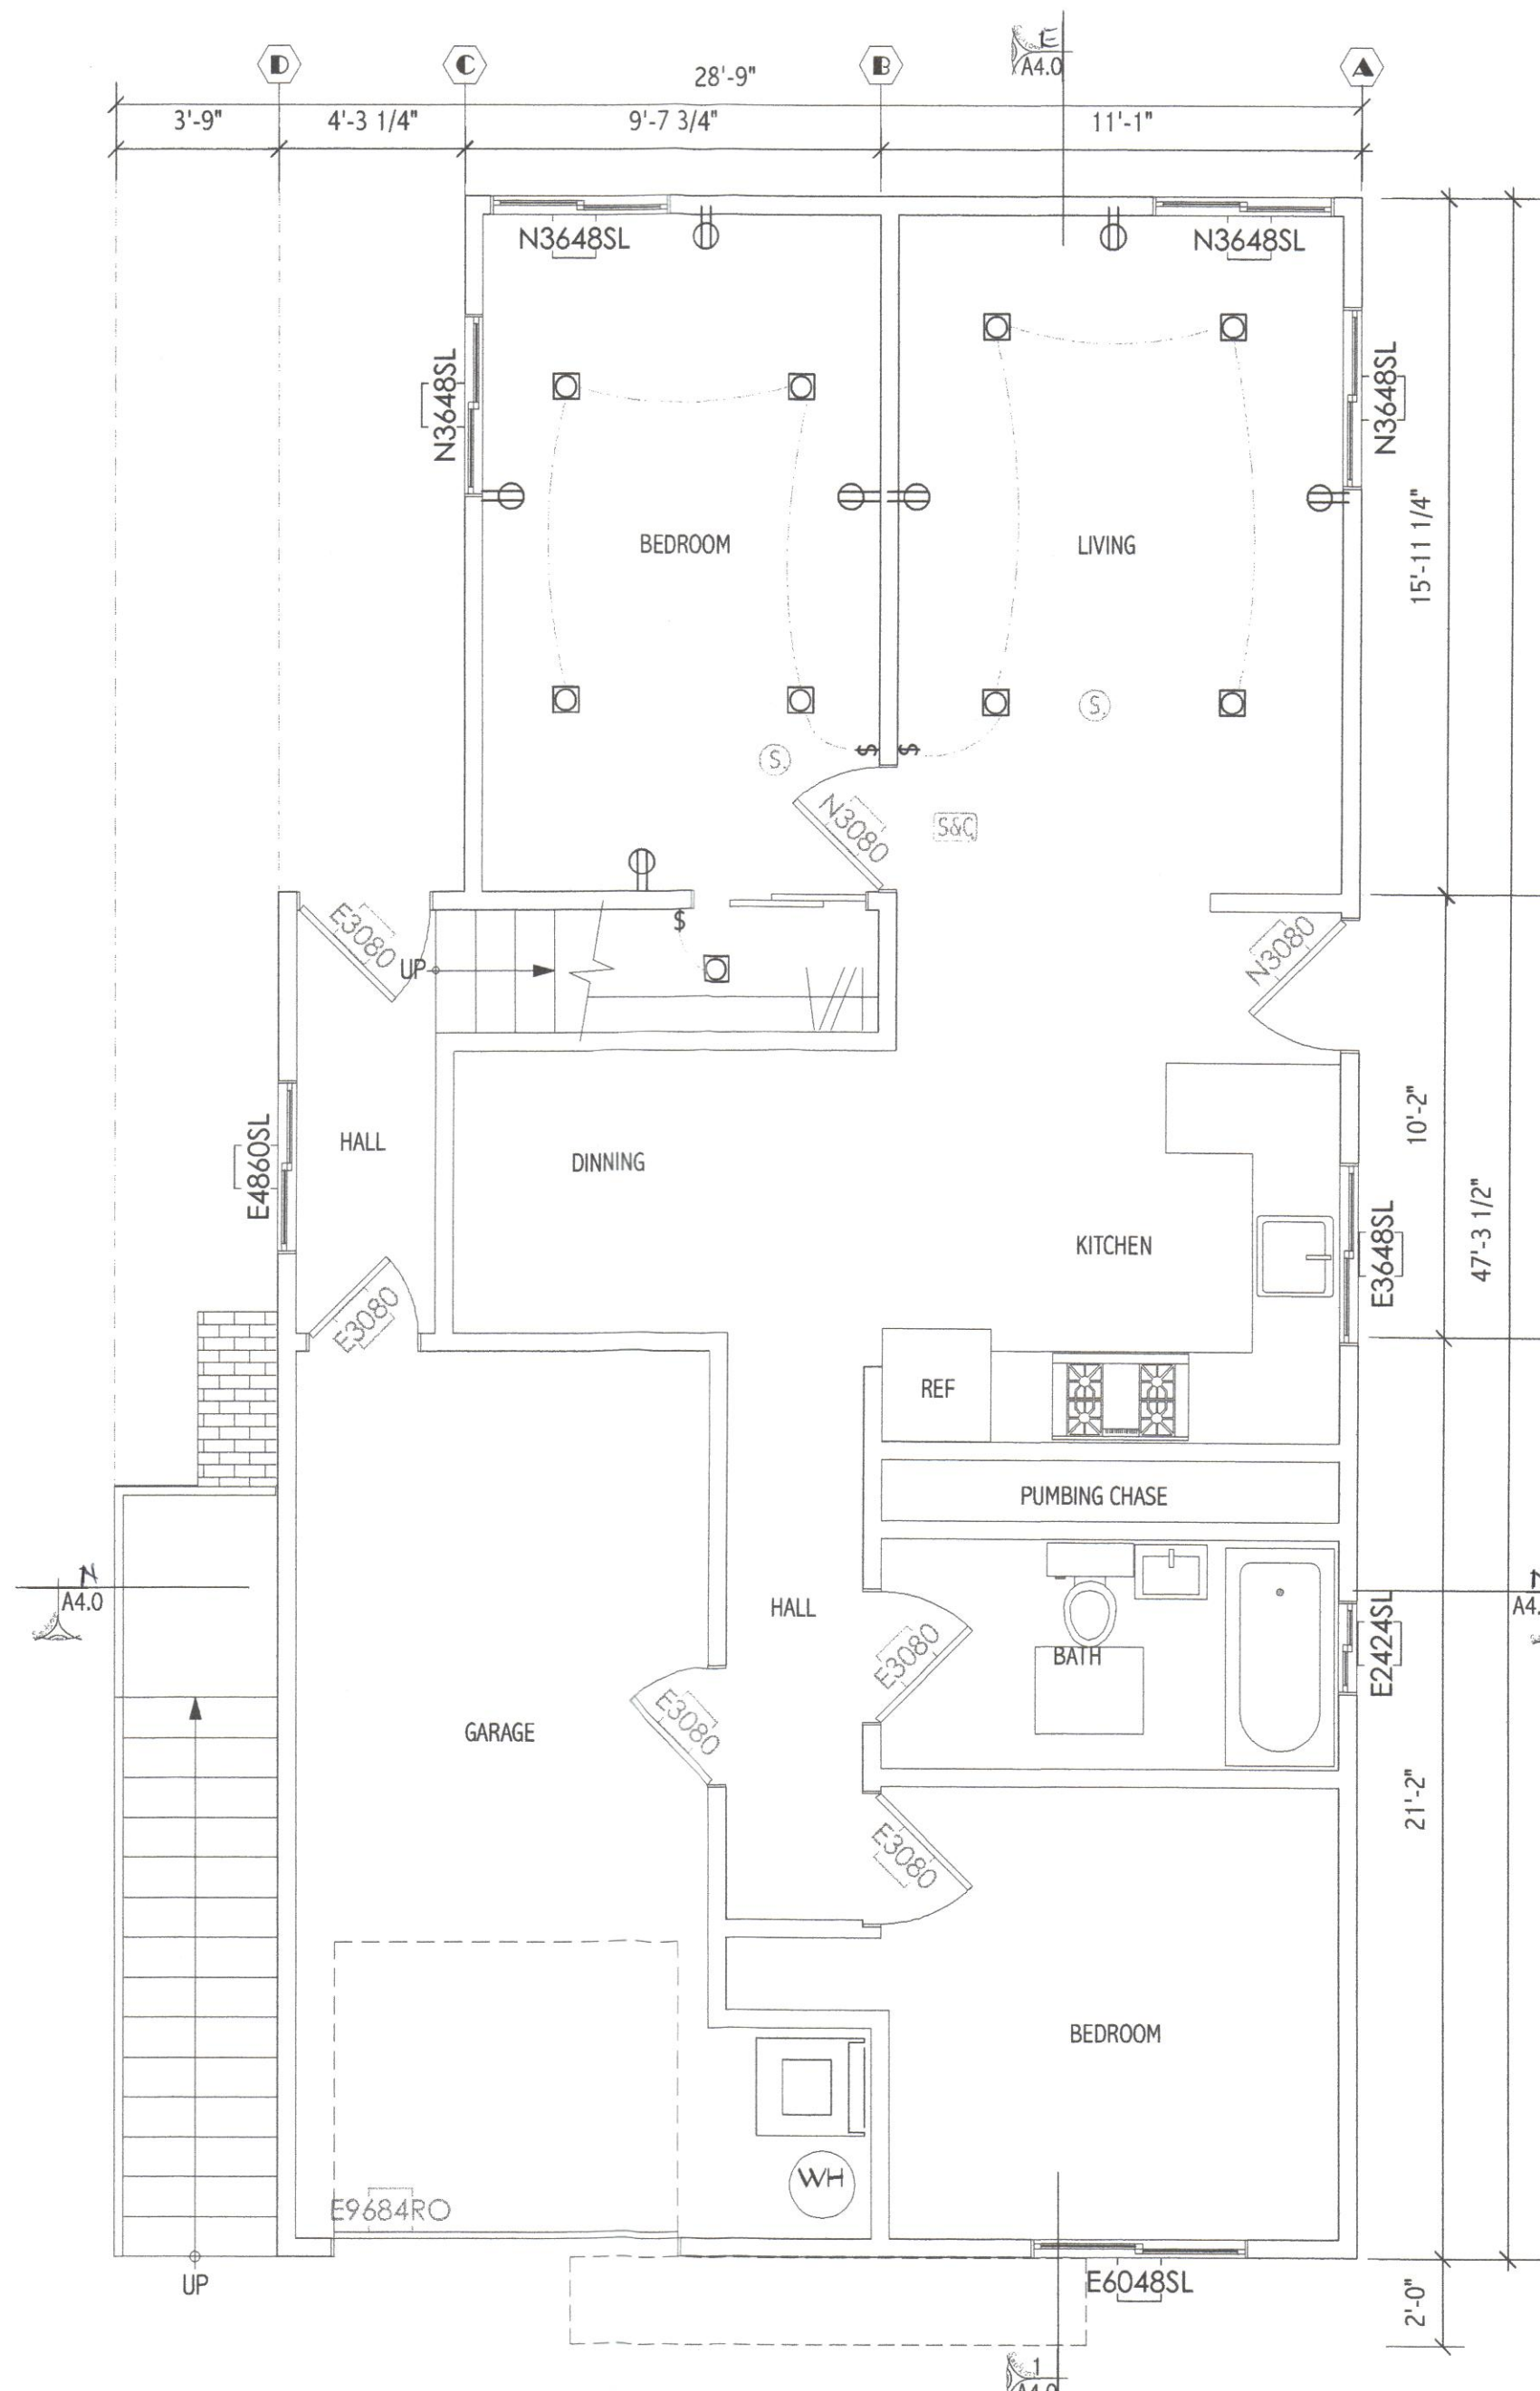 D
C
B
A
E
A4.0
28'-9"
3'-9"
4'-3 1/4"
9'-7 3/4"
11'-1"
N3648SL
N3648SL
N3648SL
N3648SL
BEDROOM
LIVING
15'-11 1/4"
S
S
$
$
N3080
S&C
E3080
UP
$
N3080
HALL
DINNING
10'-2"
E4860SL
KITCHEN
E3648SL
47'-3 1/2"
E3080
REF
PUMBING CHASE
N
A4.0
A4.
HALL
E3080
BATH
E2424SL
E3080
GARAGE
21'-2"
E3080
BEDROOM
WH
E9684RO
UP
E6048SL
2'-0"
1
A4.0